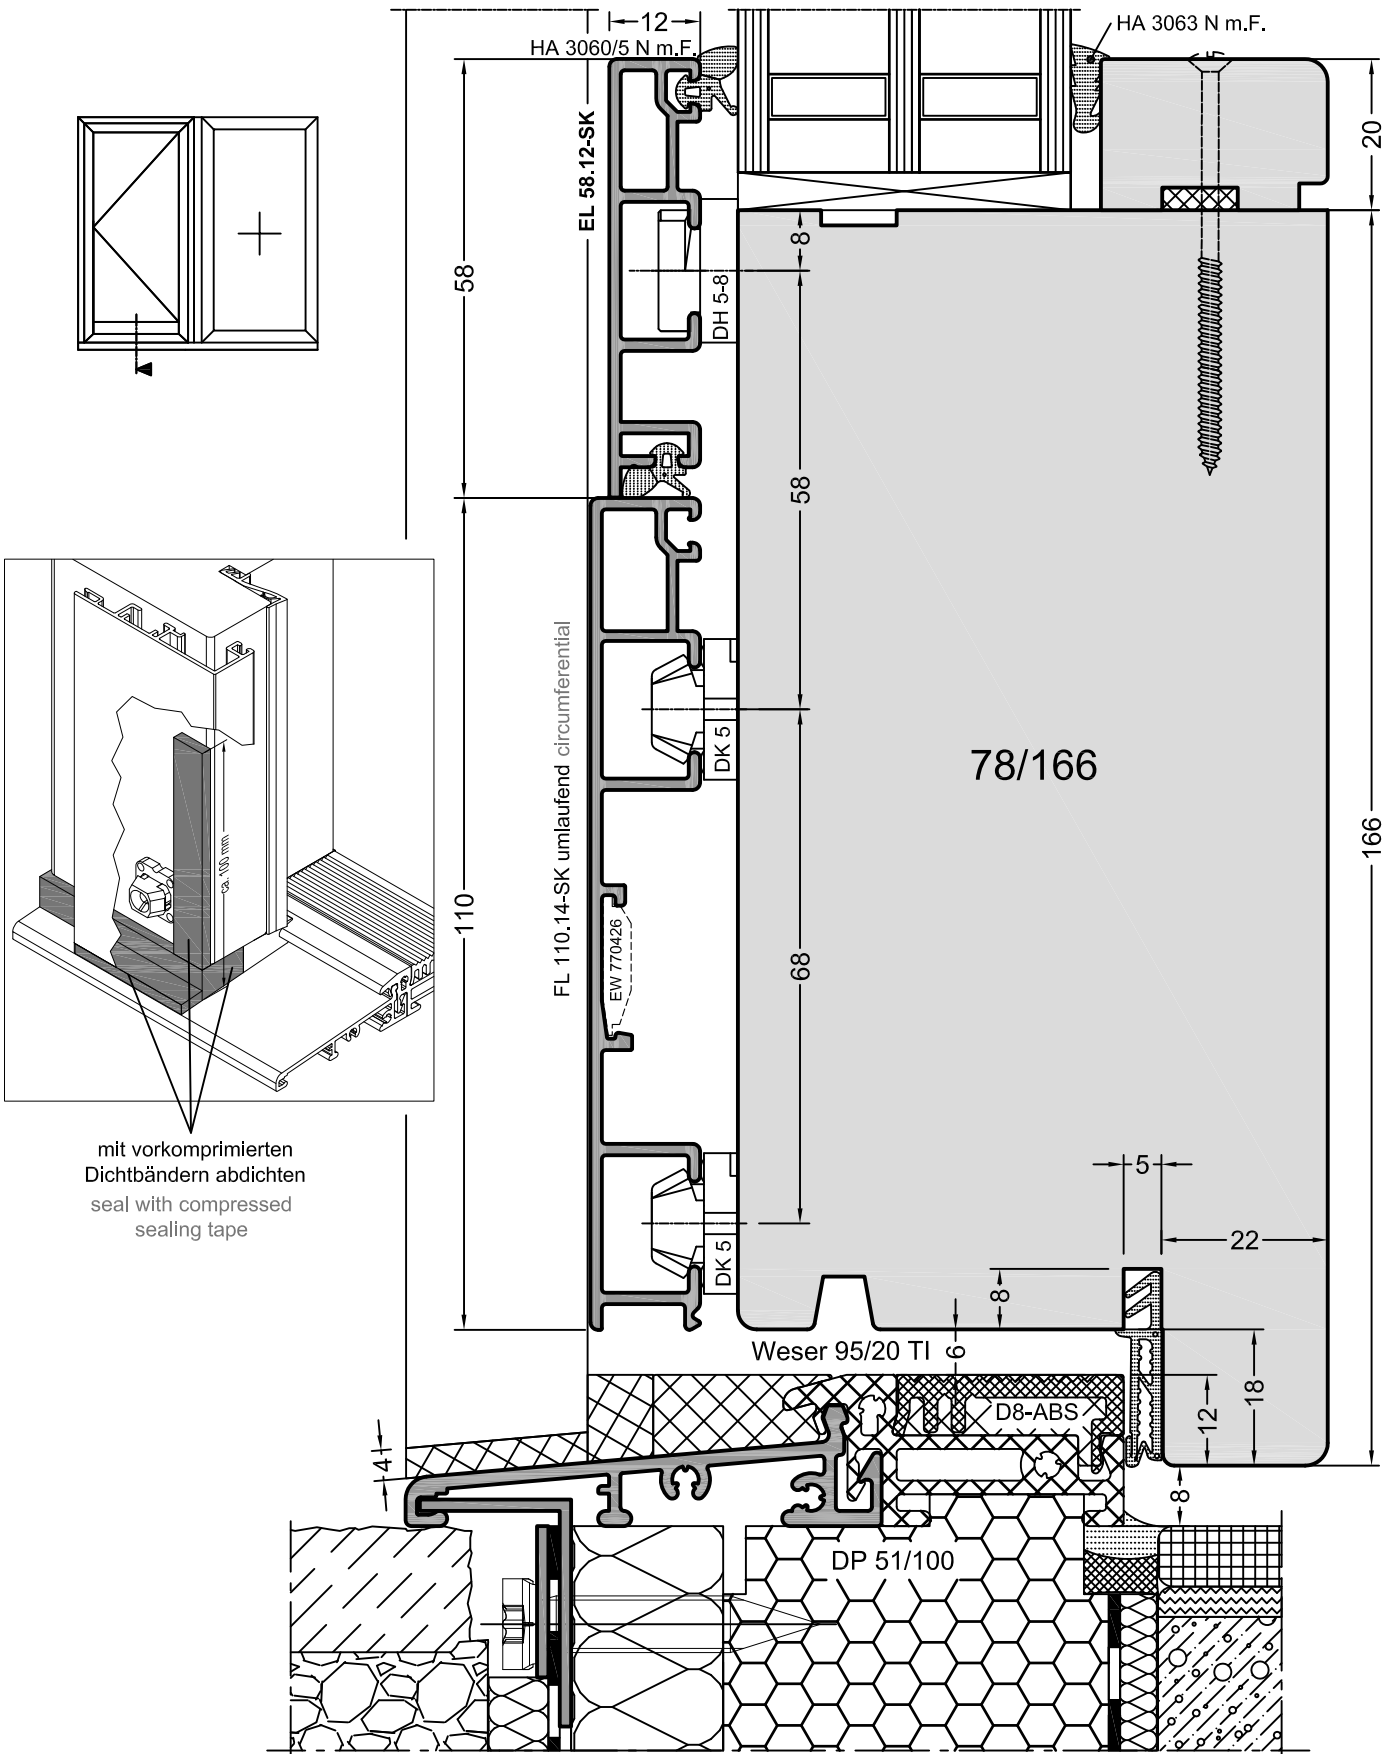 12
HA 3063 N m.F.
HA 3060/5 N m.F.
EL 58.12-SK
58
20
8
DH 5-8
58
78/166
166
FL 110.14-SK umlaufend circumferential
DK 5
110
EW 770426
68
ca. 100 mm
mit vorkomprimierten
Dichtbändern abdichten
seal with compressed
sealing tape
5
22
DK 5
8
Weser 95/20 TI
6
18
12
D8-ABS
4
8
DP 51/100